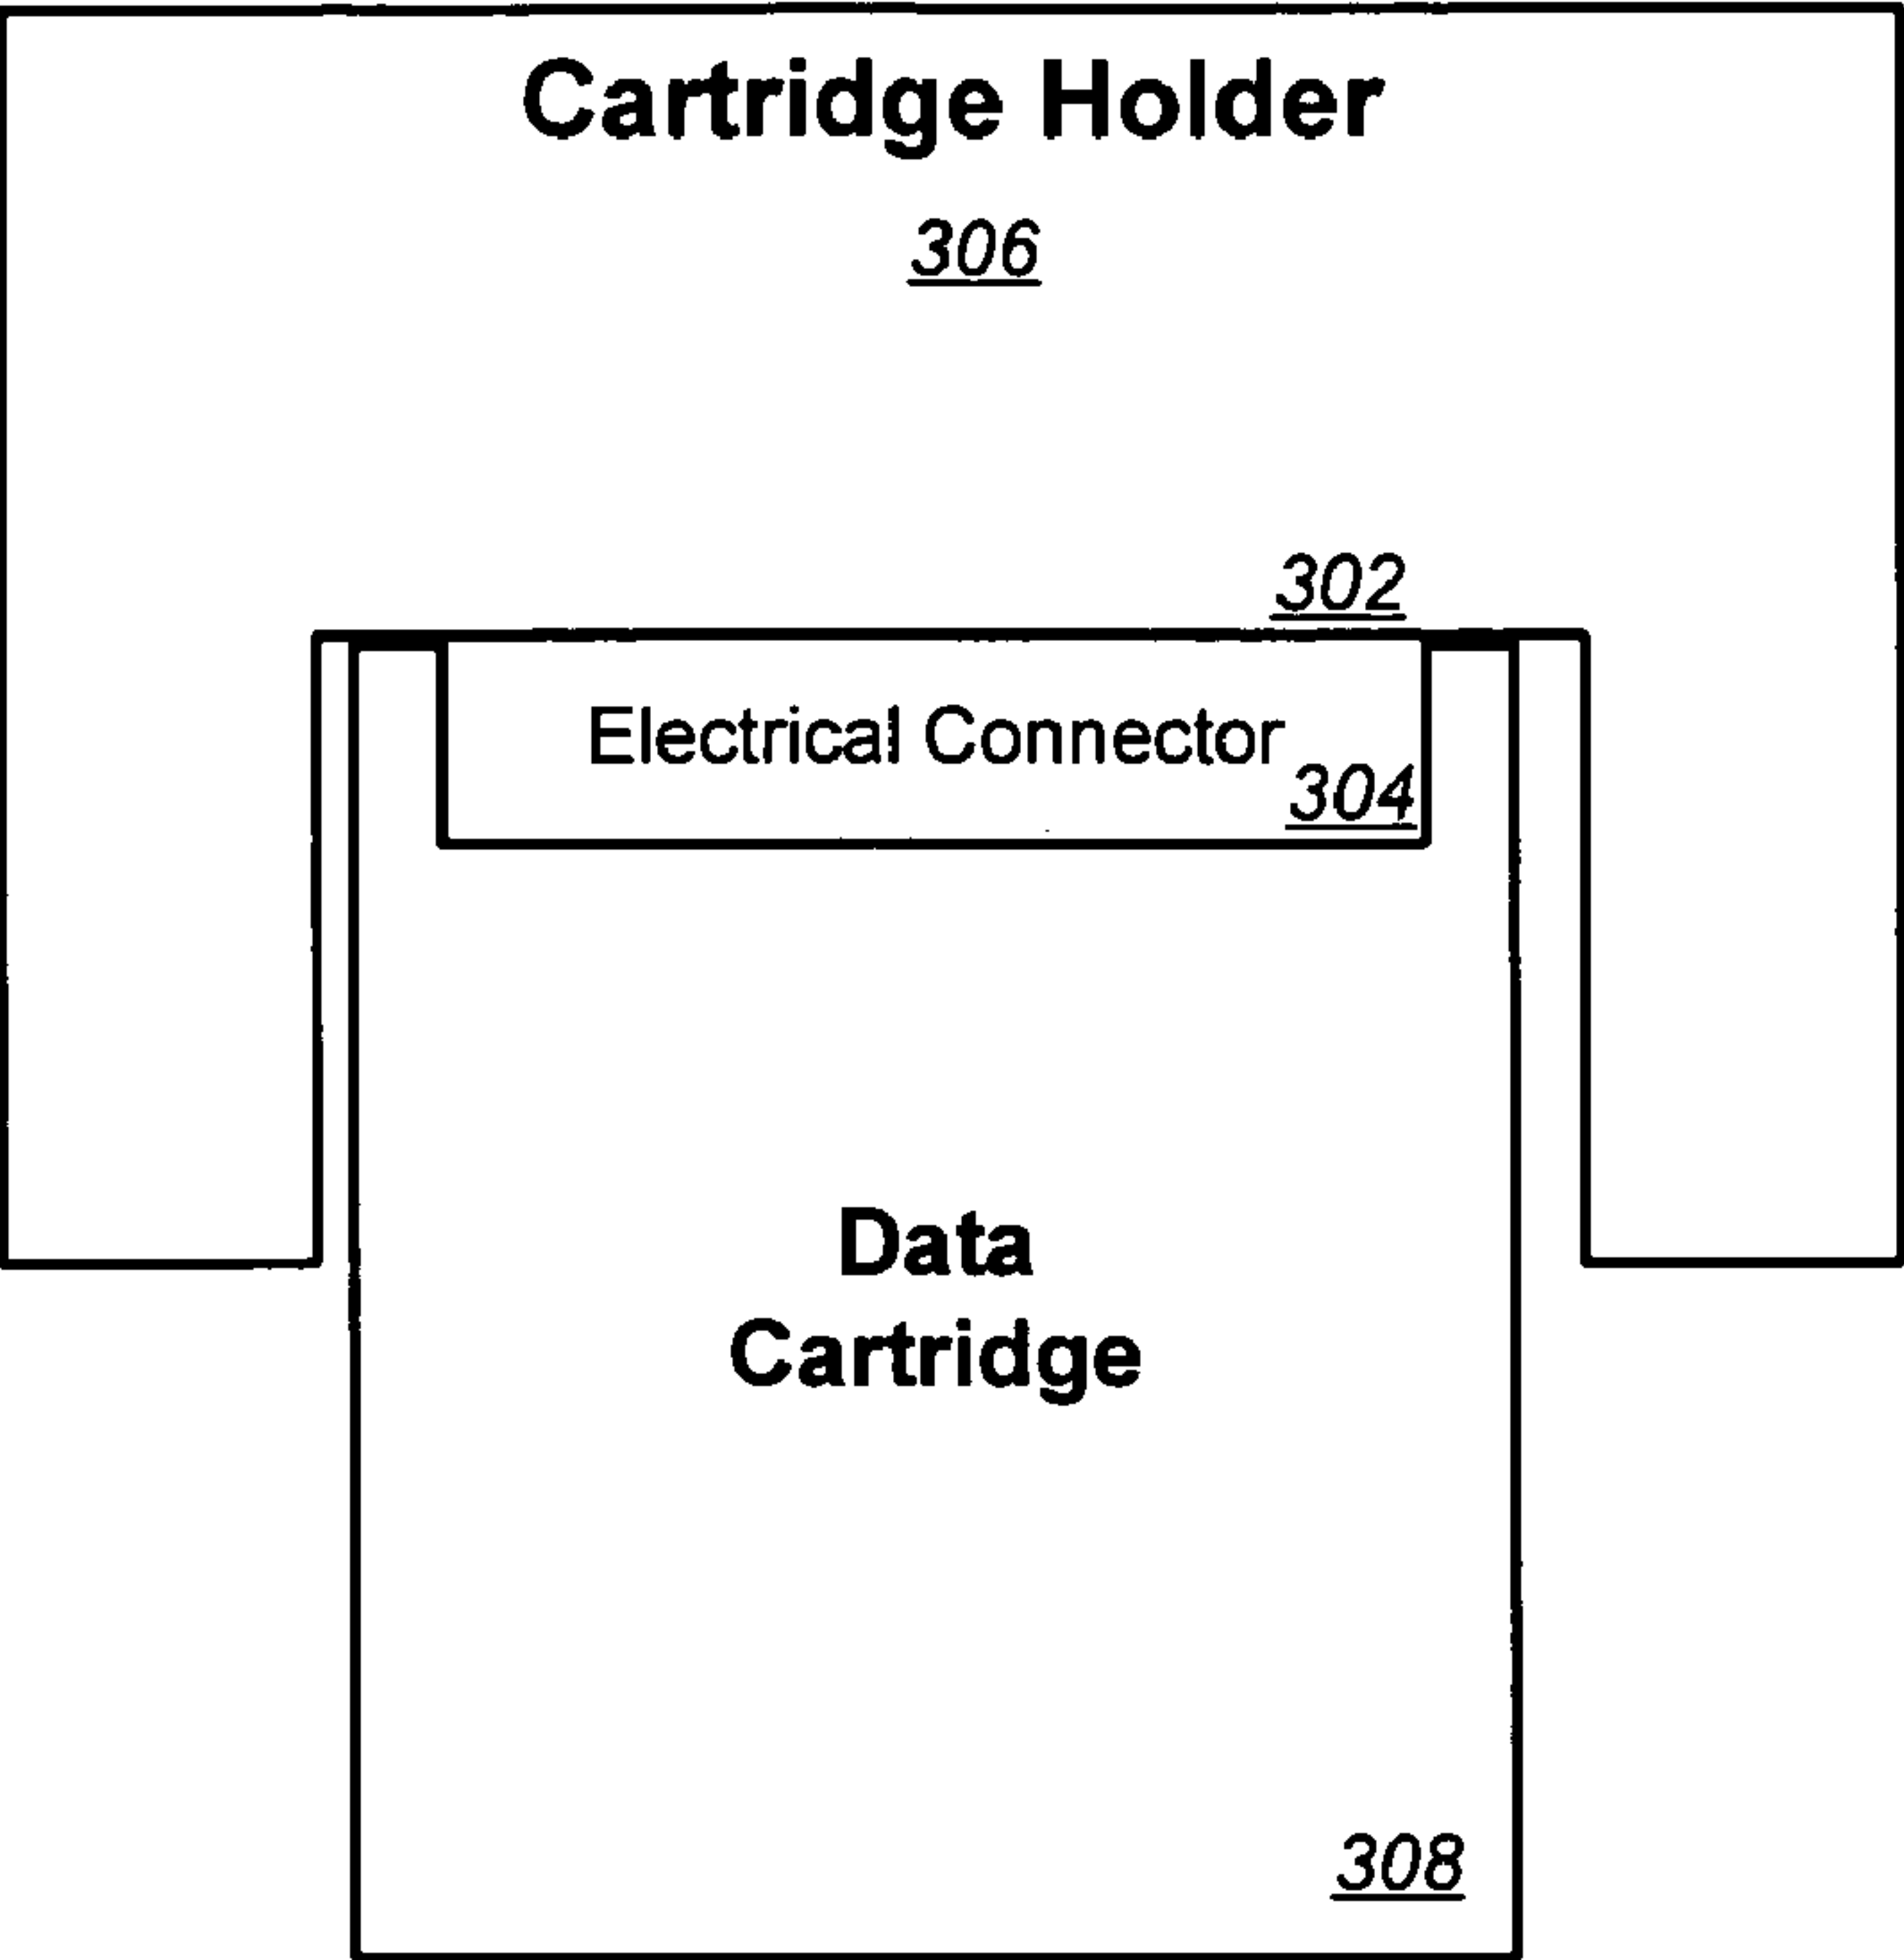 Cartridge Holder
306
302
Electrical Connector
304
Data
Cartridge
308